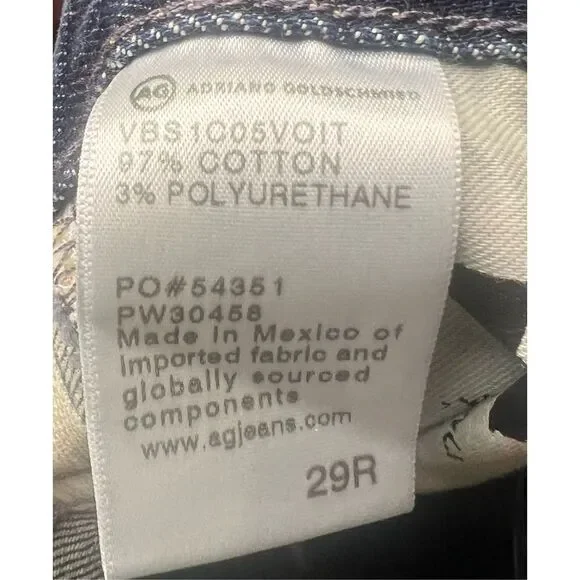 AG ADRIANO GOLDSCHMIED
VBS1C05VOIT
97% COTTON
3% POLYURETHANE
PO#54351
PW30458
Made in Mexico of
imported fabric and
globally sourced
components
www.agjeans.com
29R